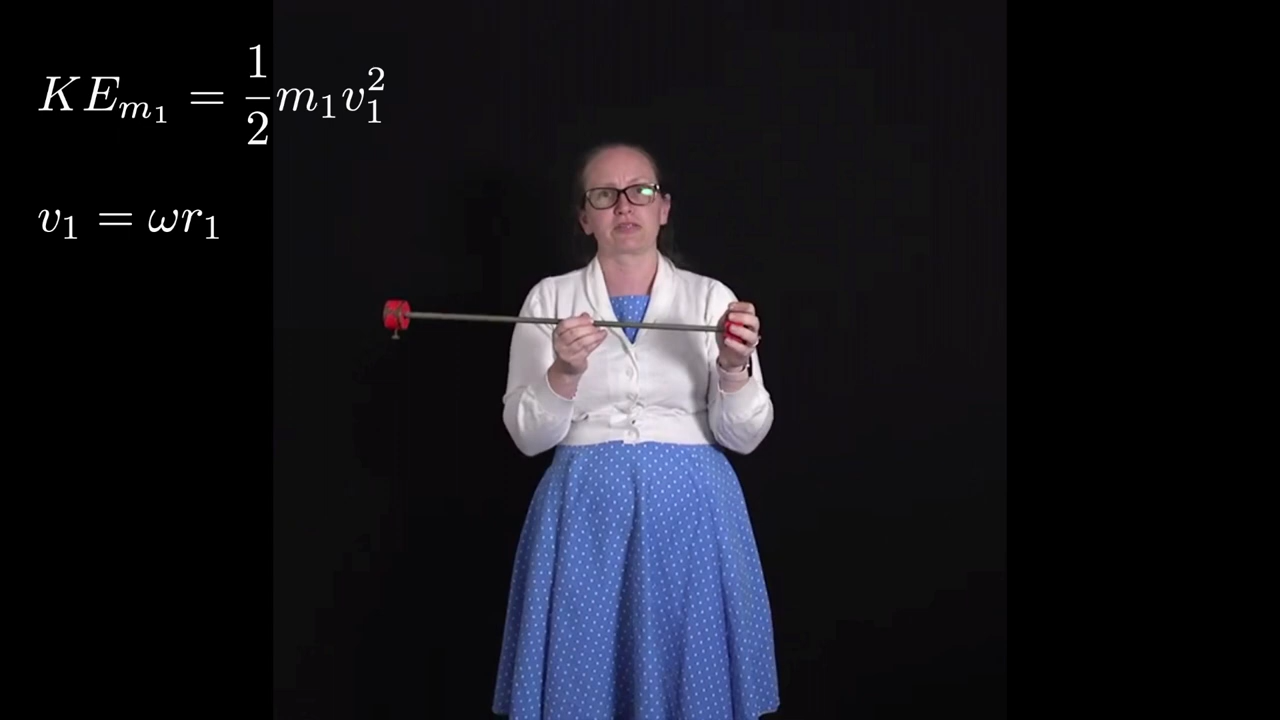 $KE_{m_1} = \frac{1}{2} m_1 v_1^2$
$v_1 = \omega r_1$